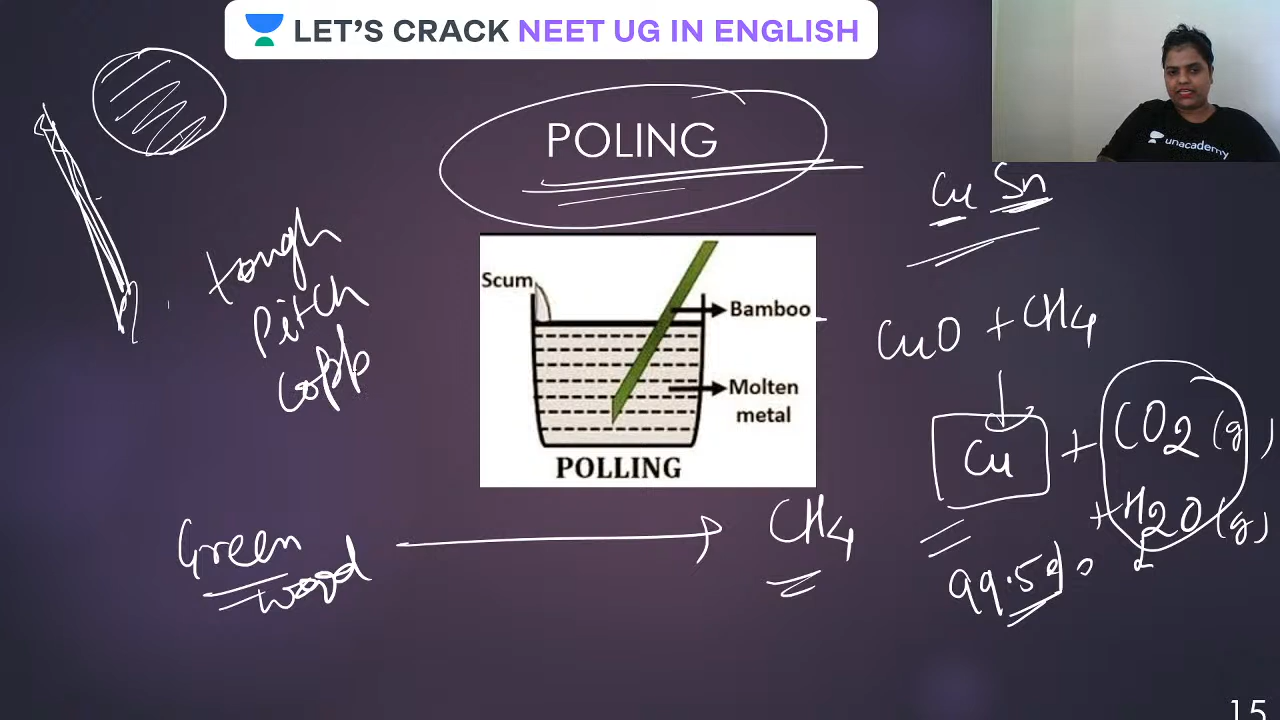 LET'S CRACK NEET UG IN ENGLISH
unacademy
POLING
Cu Sn
tough
Pitch
Copp
Scum
Bamboo
Molten
metal
POLLING
CuO + CH4
Cu + CO2 (g)
+ H2O (g)
99.5%
Green
wood
CH4
15